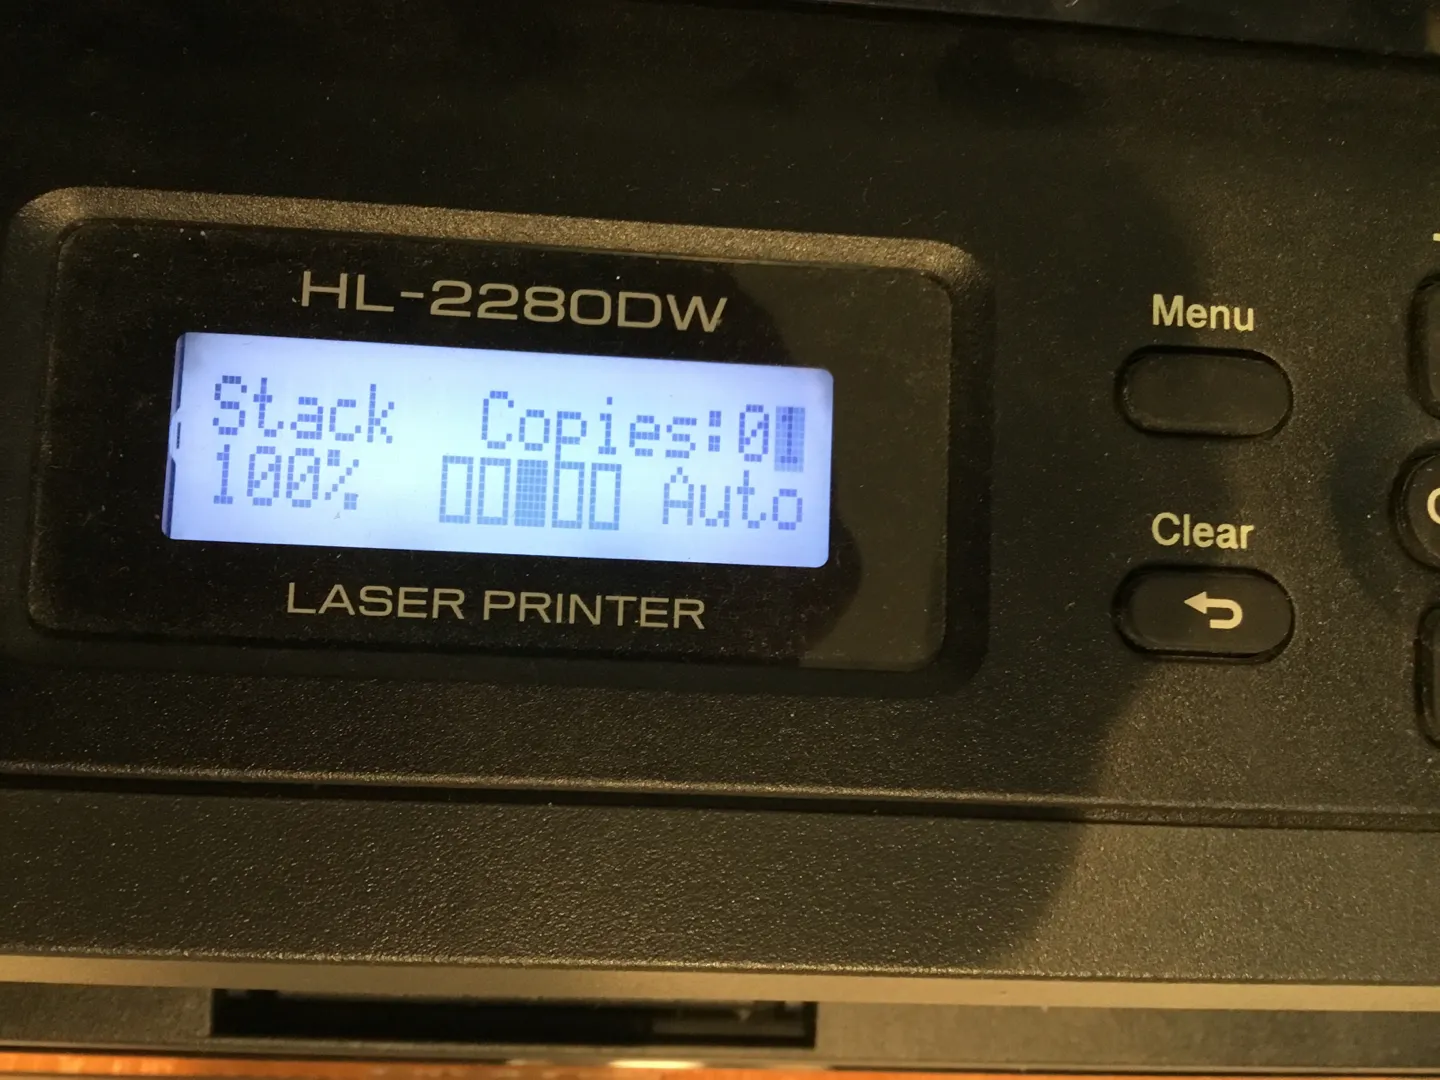 HL-2280DW
Stack Copies:01
100% Auto
LASER PRINTER
Menu
Clear